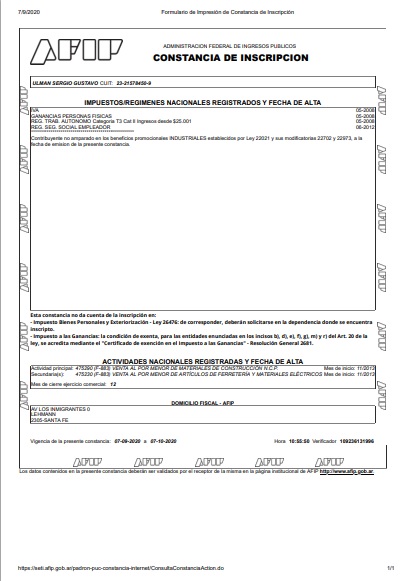 7/9/2020
Formulario de Impresión de Constancia de Inscripción
AFIP
ADMINISTRACION FEDERAL DE INGRESOS PUBLICOS
CONSTANCIA DE INSCRIPCION
ULMAN SERGIO GUSTAVO CUIT: 23-21578459-9
IMPUESTOS/REGIMENES NACIONALES REGISTRADOS Y FECHA DE ALTA
IVA 05-2008
GANANCIAS PERSONAS FISICAS 05-2008
REG. TRAB. AUTONOMO Categoria T3 Cat II Ingresos desde $25.001 05-2008
REG. SEG. SOCIAL EMPLEADOR 06-2012
Contribuyente no amparado en los beneficios promocionales INDUSTRIALES establecidos por Ley 22021 y sus modificatorias 22702 y 22973, a la
fecha de emision de la presente constancia.
Esta constancia no da cuenta de la inscripción en:
- Impuesto Bienes Personales y Exteriorización - Ley 26476: de corresponder, deberán solicitarse en la dependencia donde se encuentra
inscripto.
- Impuesto a las Ganancias: la condición de exenta, para las entidades enunciadas en los incisos b), d), e), f), g), m) y r) del Art. 20 de la
ley, se acredita mediante el "Certificado de exención en el Impuesto a las Ganancias" - Resolución General 2681.
ACTIVIDADES NACIONALES REGISTRADAS Y FECHA DE ALTA
Actividad principal: 475290 (F-883) VENTA AL POR MENOR DE MATERIALES DE CONSTRUCCIÓN N.C.P. Mes de inicio: 11/2013
Secundaria(s): 475230 (F-883) VENTA AL POR MENOR DE ARTÍCULOS DE FERRETERÍA Y MATERIALES ELÉCTRICOS Mes de inicio: 11/2013
Mes de cierre ejercicio comercial: 12
DOMICILIO FISCAL - AFIP
AV LOS INMIGRANTES 0
LEHMANN
2305-SANTA FE
Vigencia de la presente constancia: 07-09-2020 a 07-10-2020 Hora 10:55:50 Verificador 109236131996
AFIP AFIP AFIP AFIP AFIP
Los datos contenidos en la presente constancia deberán ser validados por el receptor de la misma en la página institucional de AFIP http://www.afip.gob.ar.
https://seti.afip.gob.ar/padron-puc-constancia-internet/ConsultaConstanciaAction.do
1/1